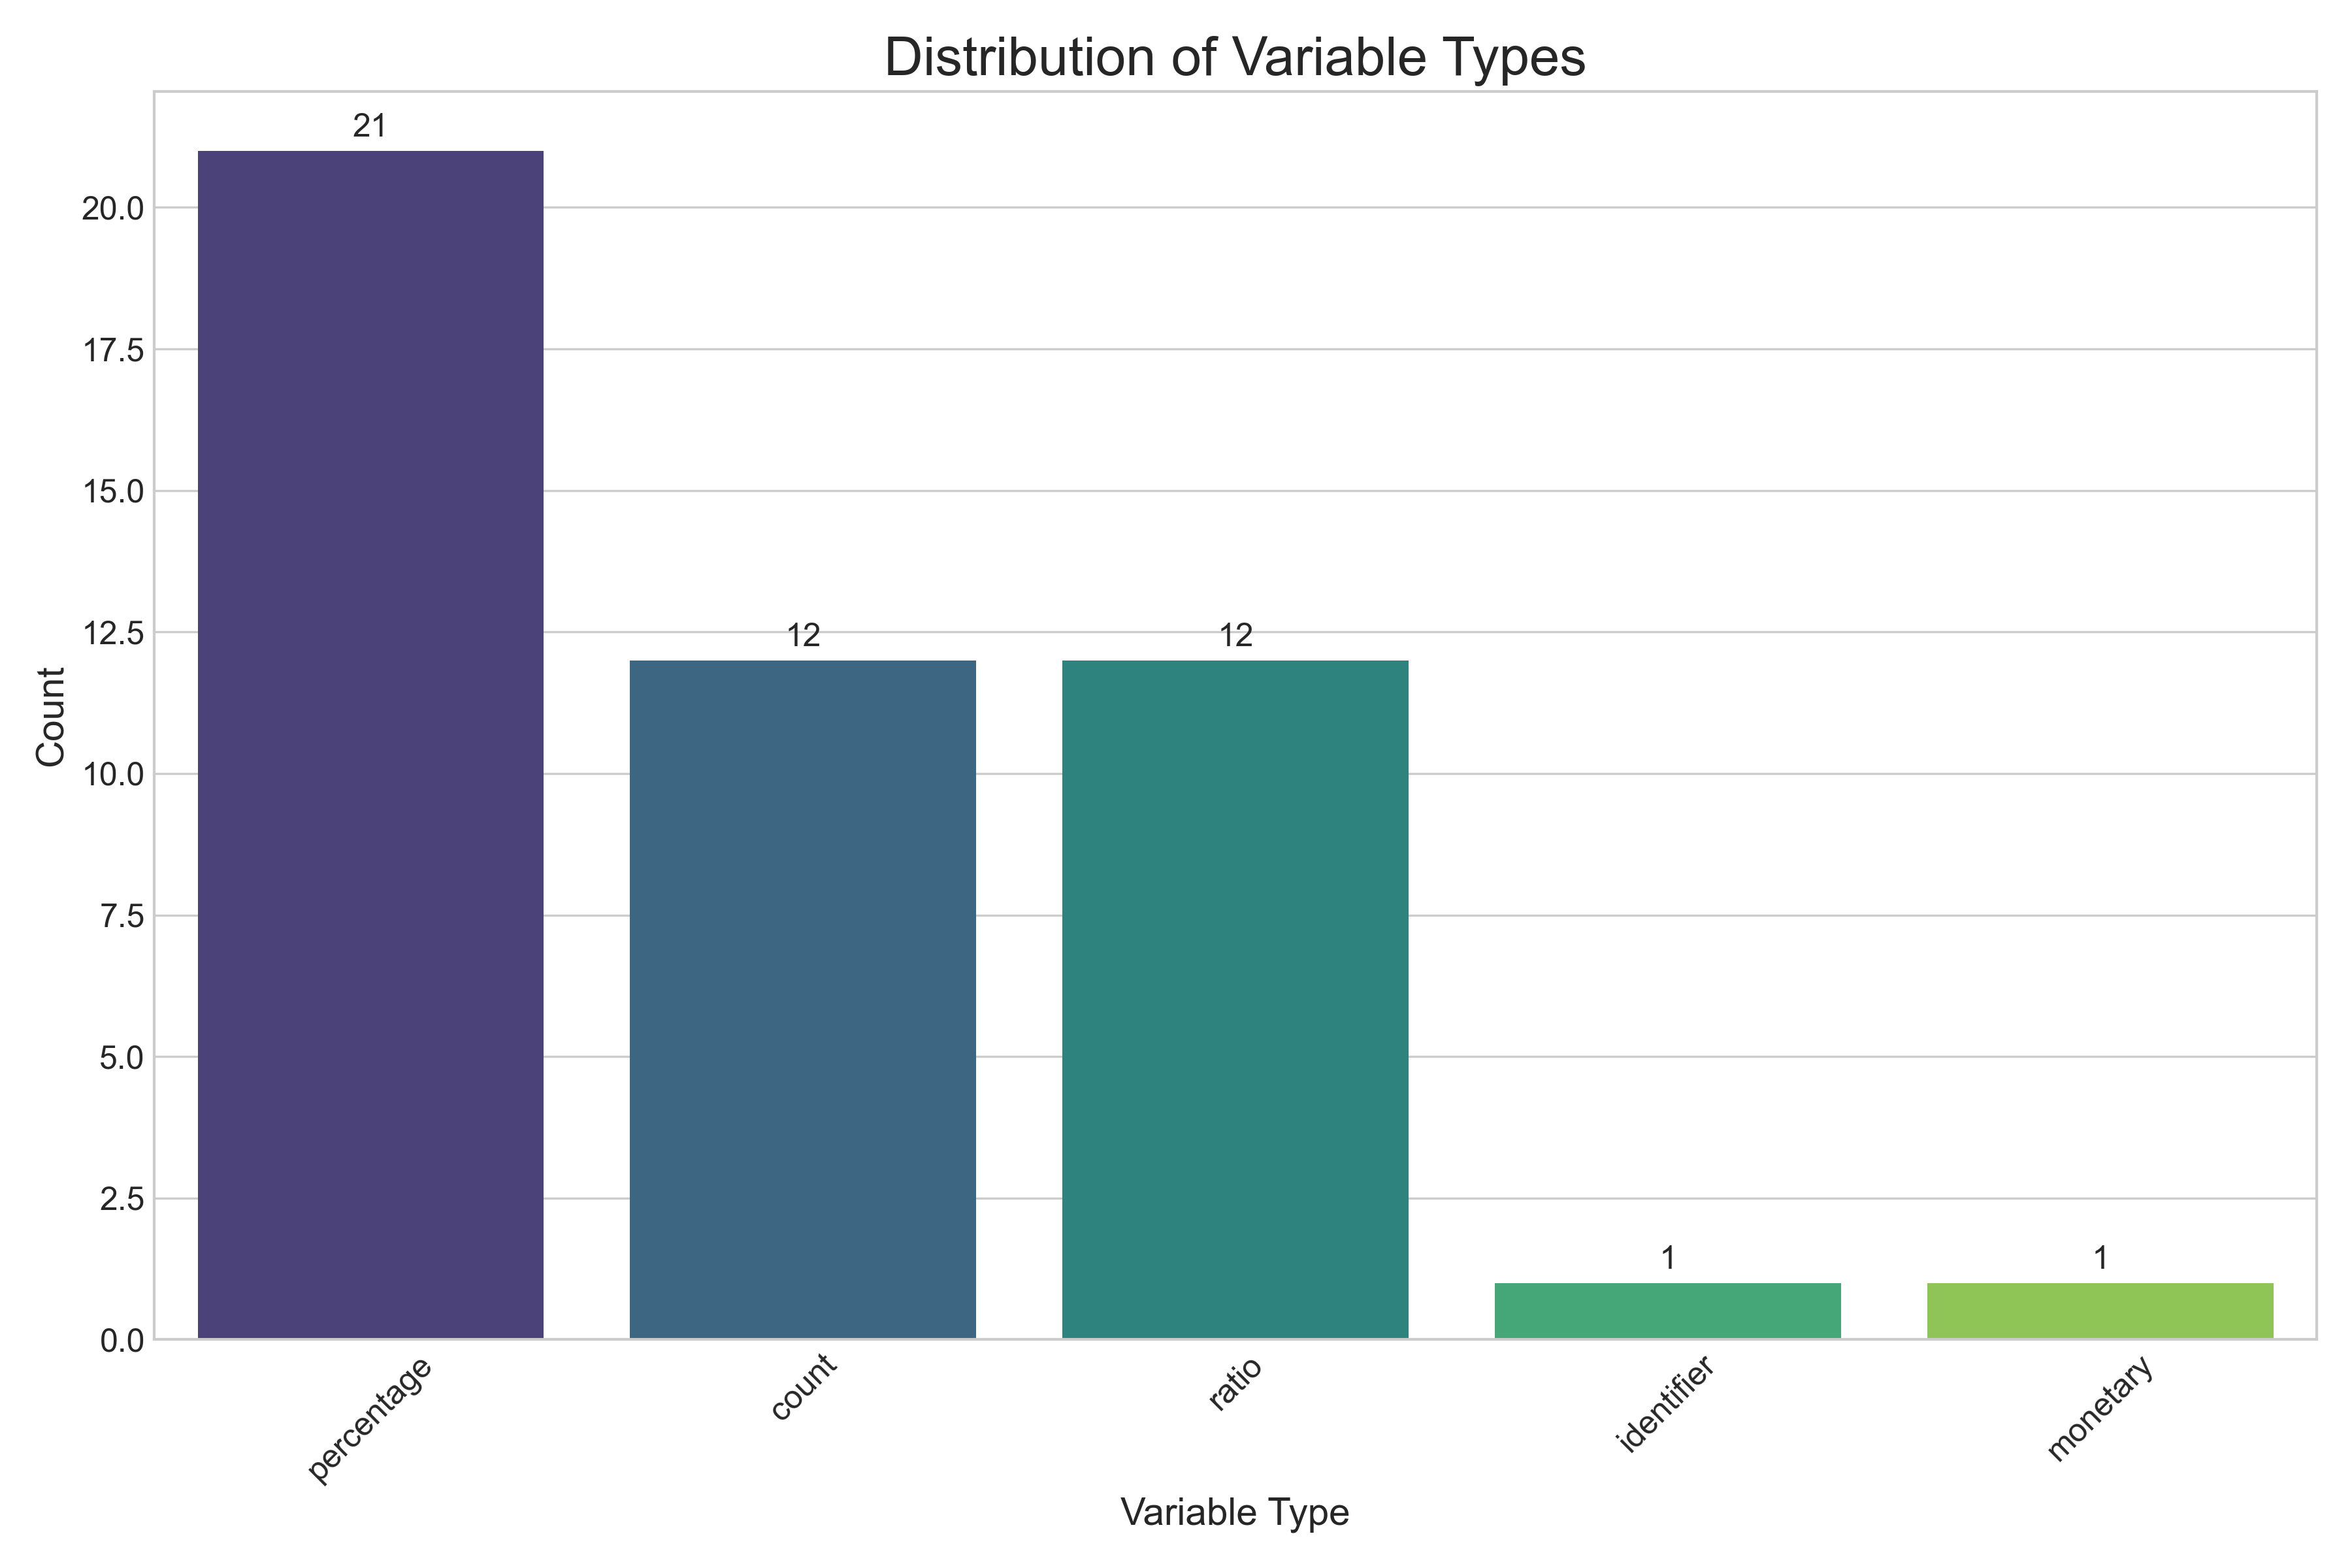 Distribution of Variable Types
21
20.0
17.5
15.0
12.5
12
12
10.0
7.5
5.0
2.5
1
1
0.0
Count
percentage
count
ratio
identifier
monetary
Variable Type